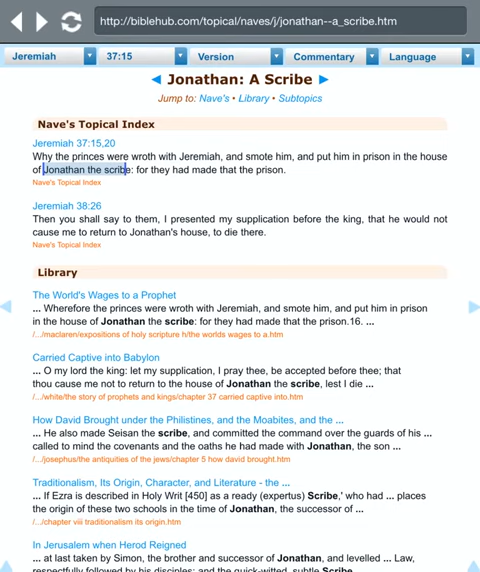 http://biblehub.com/topical/naves/j/jonathan--a_scribe.htm
Jeremiah 37:15 Version Commentary Language
Jonathan: A Scribe
Jump to: Nave's • Library • Subtopics
Nave's Topical Index
Jeremiah 37:15,20
Why the princes were wroth with Jeremiah, and smote him, and put him in prison in the house
of Jonathan the scribe: for they had made that the prison.
Nave's Topical Index
Jeremiah 38:26
Then you shall say to them, I presented my supplication before the king, that he would not
cause me to return to Jonathan's house, to die there.
Nave's Topical Index
Library
The World's Wages to a Prophet
... Wherefore the princes were wroth with Jeremiah, and smote him, and put him in prison
in the house of Jonathan the scribe: for they had made that the prison.16. ...
/.../maclaren/expositions of holy scripture h/the worlds wages to a.htm
Carried Captive into Babylon
... O my lord the king: let my supplication, I pray thee, be accepted before thee; that
thou cause me not to return to the house of Jonathan the scribe, lest I die ...
/.../white/the story of prophets and kings/chapter 37 carried captive into.htm
How David Brought under the Philistines, and the Moabites, and the ...
... He also made Seisan the scribe, and committed the command over the guards of his ...
called to mind the covenants and the oaths he had made with Jonathan, the son ...
/.../josephus/the antiquities of the jews/chapter 5 how david brought.htm
Traditionalism, Its Origin, Character, and Literature - the ...
... If Ezra is described in Holy Writ [450] as a ready (expertus) Scribe,' who had ... places
the origin of these two schools in the time of Jonathan, the successor of ...
/.../chapter viii traditionalism its origin.htm
In Jerusalem when Herod Reigned
... at last taken by Simon, the brother and successor of Jonathan, and levelled ... Law,
respectfully followed by his disciples; and the quick-witted, subtle Scribe